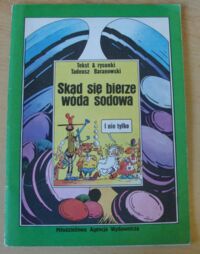 Tekst & rysunki
Tadeusz Baranowski
Skąd się bierze
woda sodowa
i nie tylko
Młodzieżowa Agencja Wydawnicza